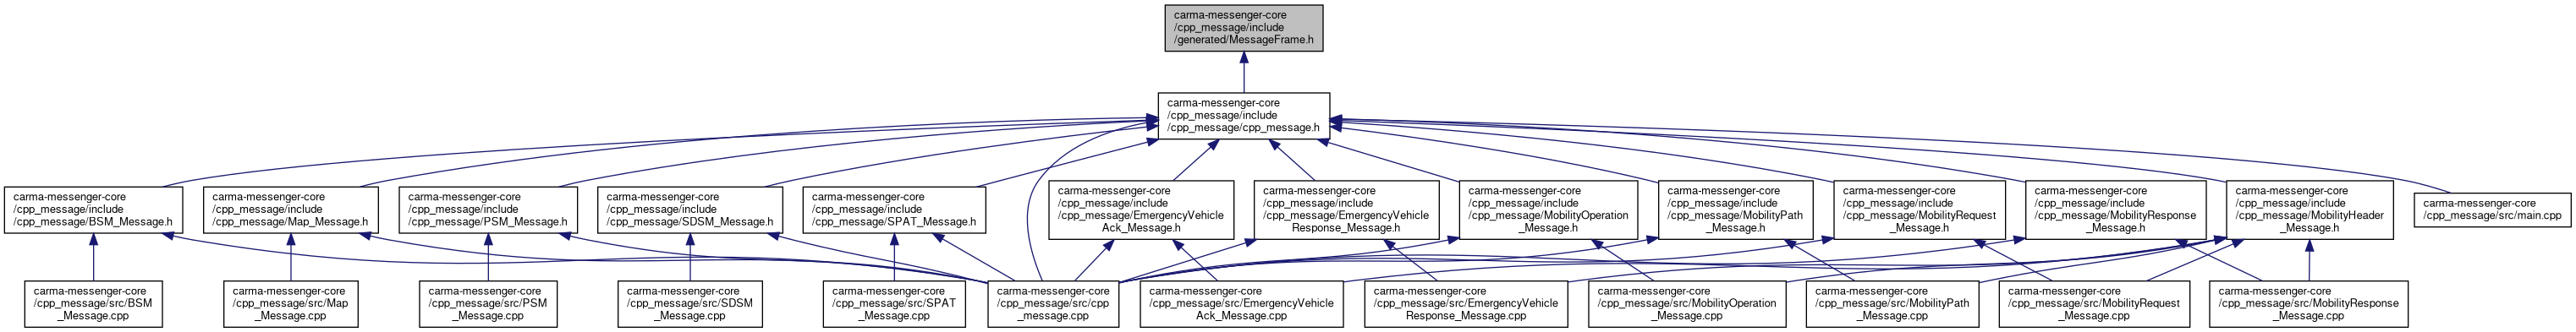 carma-messenger-core
/cpp_message/include
/generated/MessageFrame.h
carma-messenger-core
/cpp_message/include
/cpp_message/cpp_message.h
carma-messenger-core
/cpp_message/include
/cpp_message/BSM_Message.h
carma-messenger-core
/cpp_message/include
/cpp_message/Map_Message.h
carma-messenger-core
/cpp_message/include
/cpp_message/PSM_Message.h
carma-messenger-core
/cpp_message/include
/cpp_message/SDSM_Message.h
carma-messenger-core
/cpp_message/include
/cpp_message/SPAT_Message.h
carma-messenger-core
/cpp_message/include
/cpp_message/EmergencyVehicle
Ack_Message.h
carma-messenger-core
/cpp_message/include
/cpp_message/EmergencyVehicle
Response_Message.h
carma-messenger-core
/cpp_message/include
/cpp_message/MobilityOperation
_Message.h
carma-messenger-core
/cpp_message/include
/cpp_message/MobilityPath
_Message.h
carma-messenger-core
/cpp_message/include
/cpp_message/MobilityRequest
_Message.h
carma-messenger-core
/cpp_message/include
/cpp_message/MobilityResponse
_Message.h
carma-messenger-core
/cpp_message/include
/cpp_message/MobilityHeader
_Message.h
carma-messenger-core
/cpp_message/src/main.cpp
carma-messenger-core
/cpp_message/src/BSM
_Message.cpp
carma-messenger-core
/cpp_message/src/Map
_Message.cpp
carma-messenger-core
/cpp_message/src/PSM
_Message.cpp
carma-messenger-core
/cpp_message/src/SDSM
_Message.cpp
carma-messenger-core
/cpp_message/src/SPAT
_Message.cpp
carma-messenger-core
/cpp_message/src/cpp
_message.cpp
carma-messenger-core
/cpp_message/src/EmergencyVehicle
Ack_Message.cpp
carma-messenger-core
/cpp_message/src/EmergencyVehicle
Response_Message.cpp
carma-messenger-core
/cpp_message/src/MobilityOperation
_Message.cpp
carma-messenger-core
/cpp_message/src/MobilityPath
_Message.cpp
carma-messenger-core
/cpp_message/src/MobilityRequest
_Message.cpp
carma-messenger-core
/cpp_message/src/MobilityResponse
_Message.cpp